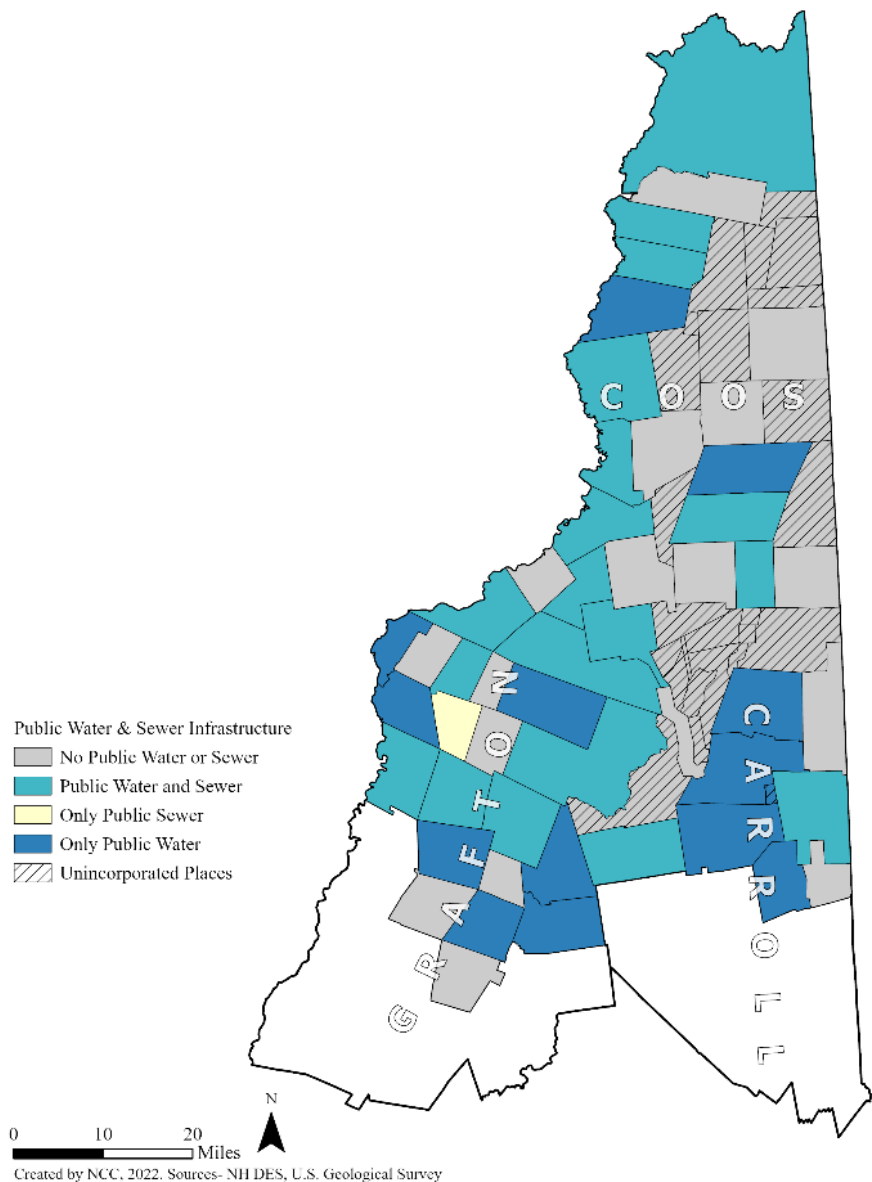 COOS
CARROLL
GRAFTON
Public Water & Sewer Infrastructure
No Public Water or Sewer
Public Water and Sewer
Only Public Sewer
Only Public Water
Unincorporated Places
N
0 10 20
Miles
Created by NCC, 2022. Sources- NH DES, U.S. Geological Survey